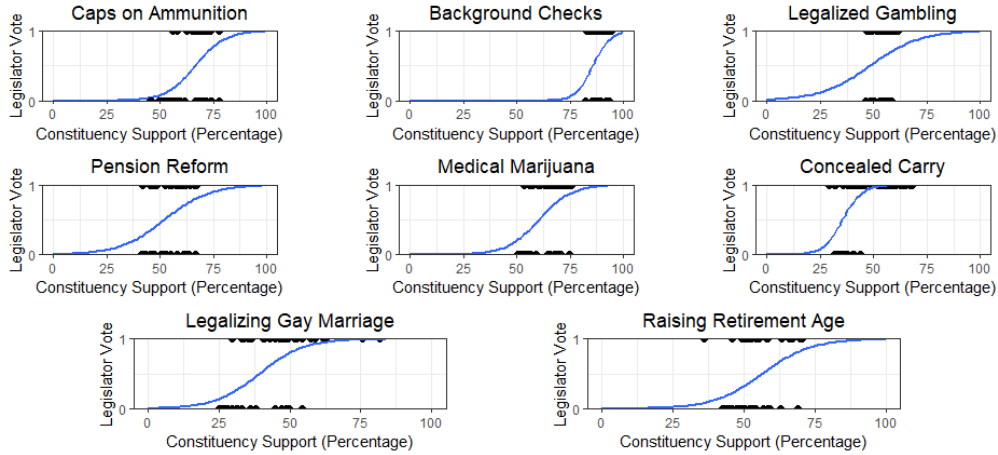 Caps on Ammunition
Legislator Vote
1
0
0 25 50 75 100
Constituency Support (Percentage)
Background Checks
Legislator Vote
1
0
0 25 50 75 100
Constituency Support (Percentage)
Legalized Gambling
Legislator Vote
1
0
0 25 50 75 100
Constituency Support (Percentage)
Pension Reform
Legislator Vote
1
0
0 25 50 75 100
Constituency Support (Percentage)
Medical Marijuana
Legislator Vote
1
0
0 25 50 75 100
Constituency Support (Percentage)
Concealed Carry
Legislator Vote
1
0
0 25 50 75 100
Constituency Support (Percentage)
Legalizing Gay Marriage
Legislator Vote
1
0
0 25 50 75 100
Constituency Support (Percentage)
Raising Retirement Age
Legislator Vote
1
0
0 25 50 75 100
Constituency Support (Percentage)